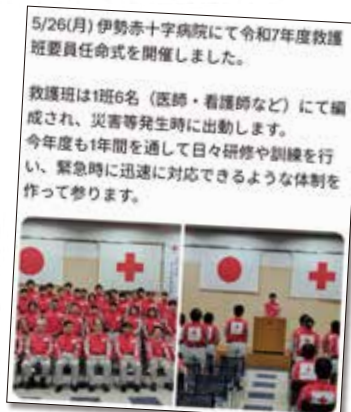 5/26(月) 伊勢赤十字病院にて令和7年度救護
班要員任命式を開催しました。
救護班は1班6名（医師・看護師など）にて編
成され、災害等発生時に出動します。
今年度も1年間を通して日々研修や訓練を行
い、緊急時に迅速に対応できるような体制を
作って参ります。